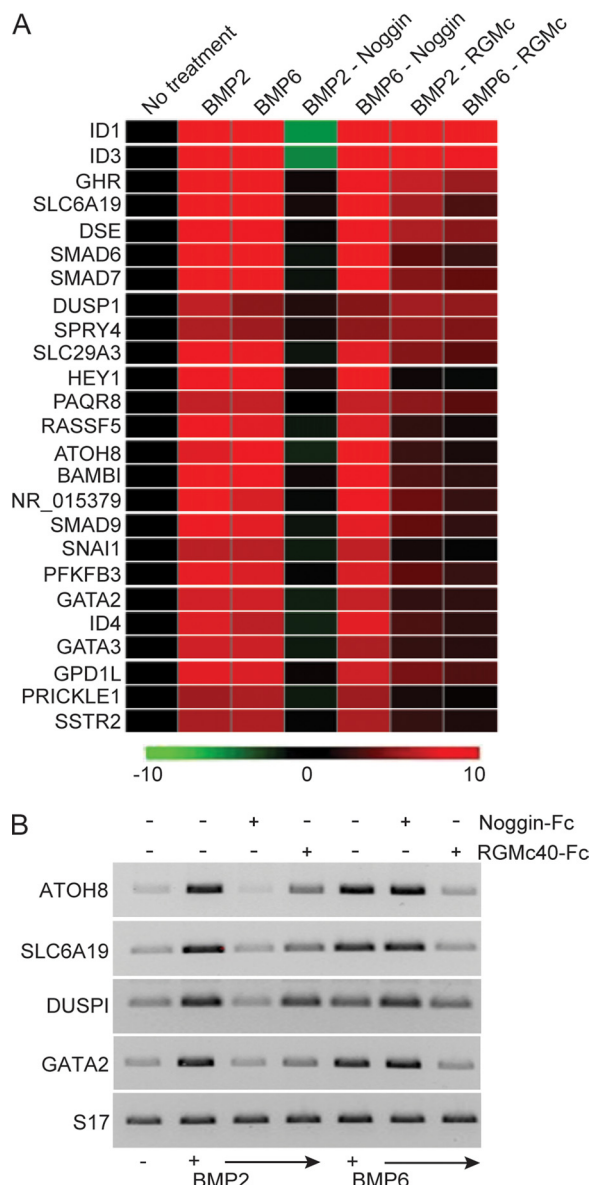 A
No treatment
BMP2
BMP6
BMP2 - Noggin
BMP6 - Noggin
BMP2 - RGMc
BMP6 - RGMc
ID1
ID3
GHR
SLC6A19
DSE
SMAD6
SMAD7
DUSP1
SPRY4
SLC29A3
HEY1
PAQR8
RASSF5
ATOH8
BAMBI
NR_015379
SMAD9
SNAI1
PFKFB3
GATA2
ID4
GATA3
GPD1L
PRICKLE1
SSTR2
-10 0 10
B
- - + - - + - Noggin-Fc
- - - + - - + RGMc40-Fc
ATOH8
SLC6A19
DUSPI
GATA2
S17
- + +
BMP2 BMP6